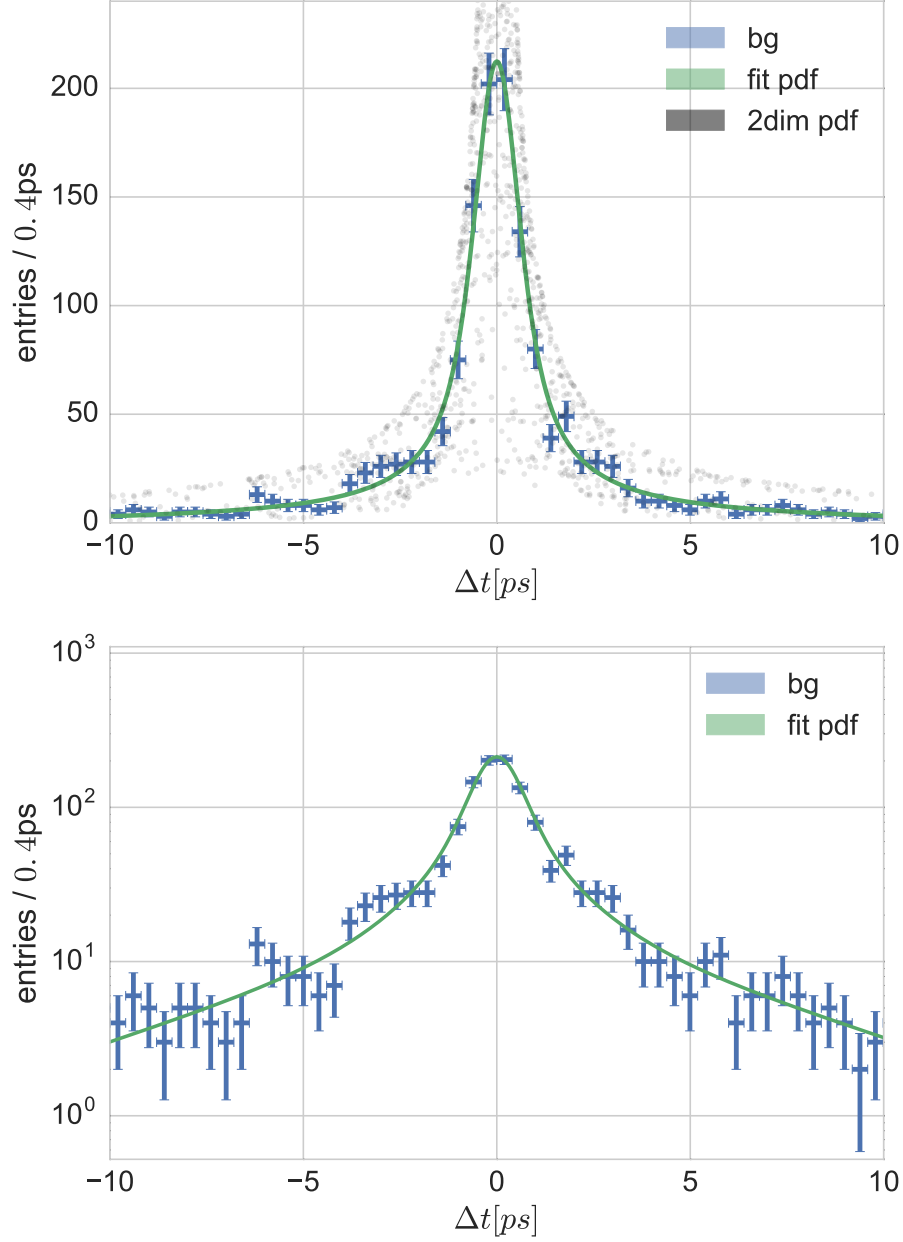 200
150
100
50
0
entries / 0.4ps
bg
fit pdf
2dim pdf
−10 −5 0 5 10
Δt[ps]
10³
10²
10¹
10⁰
entries / 0.4ps
bg
fit pdf
−10 −5 0 5 10
Δt[ps]